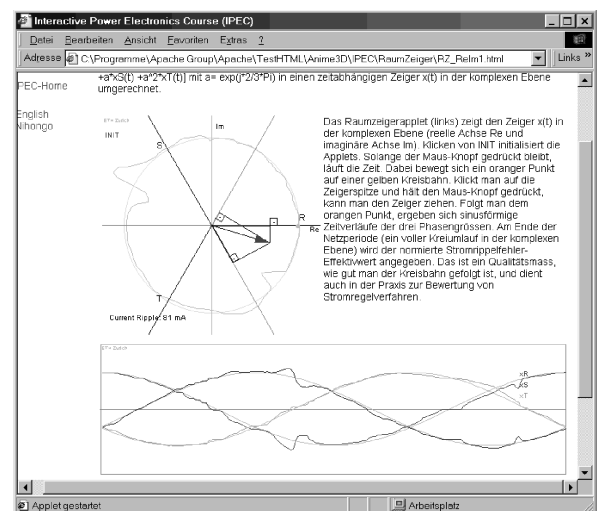 Interactive Power Electronics Course (IPEC)
Datei Bearbeiten Ansicht Favoriten Extras ?
Adresse C:\Programme\Apache Group\Apache\TestHTML\Anime3D\IPEC\RaumZeiger\RZ_ReIm1.html Links »
PEC-Home
English
Nihongo
+a*xS(t) +a^2*xT(t)] mit a= exp(j*2/3*Pi) in einen zeitabhängigen Zeiger x(t) in der komplexen Ebene
umgerechnet.
ETH Zurich
INIT
Im
S
R
Re
T
Current Ripple: 81 mA
Das Raumzeigerapplet (links) zeigt den Zeiger x(t) in
der komplexen Ebene (reelle Achse Re und
imaginäre Achse Im). Klicken von INIT initialisiert die
Applets. Solange der Maus-Knopf gedrückt bleibt,
läuft die Zeit. Dabei bewegt sich ein oranger Punkt
auf einer gelben Kreisbahn. Klickt man auf die
Zeigerspitze und hält den Maus-Knopf gedrückt,
kann man den Zeiger ziehen. Folgt man dem
orangen Punkt, ergeben sich sinusförmige
Zeitverläufe der drei Phasengrössen. Am Ende der
Netzperiode (ein voller Kreiumlauf in der komplexen
Ebene) wird der normierte Stromrippelfehler-
Effektivwert angegeben. Das ist ein Qualitätsmass,
wie gut man der Kreisbahn gefolgt ist, und dient
auch in der Praxis zur Bewertung von
Stromregelverfahren.
ETH Zurich
xR
xS
xT
Applet gestartet
Arbeitsplatz